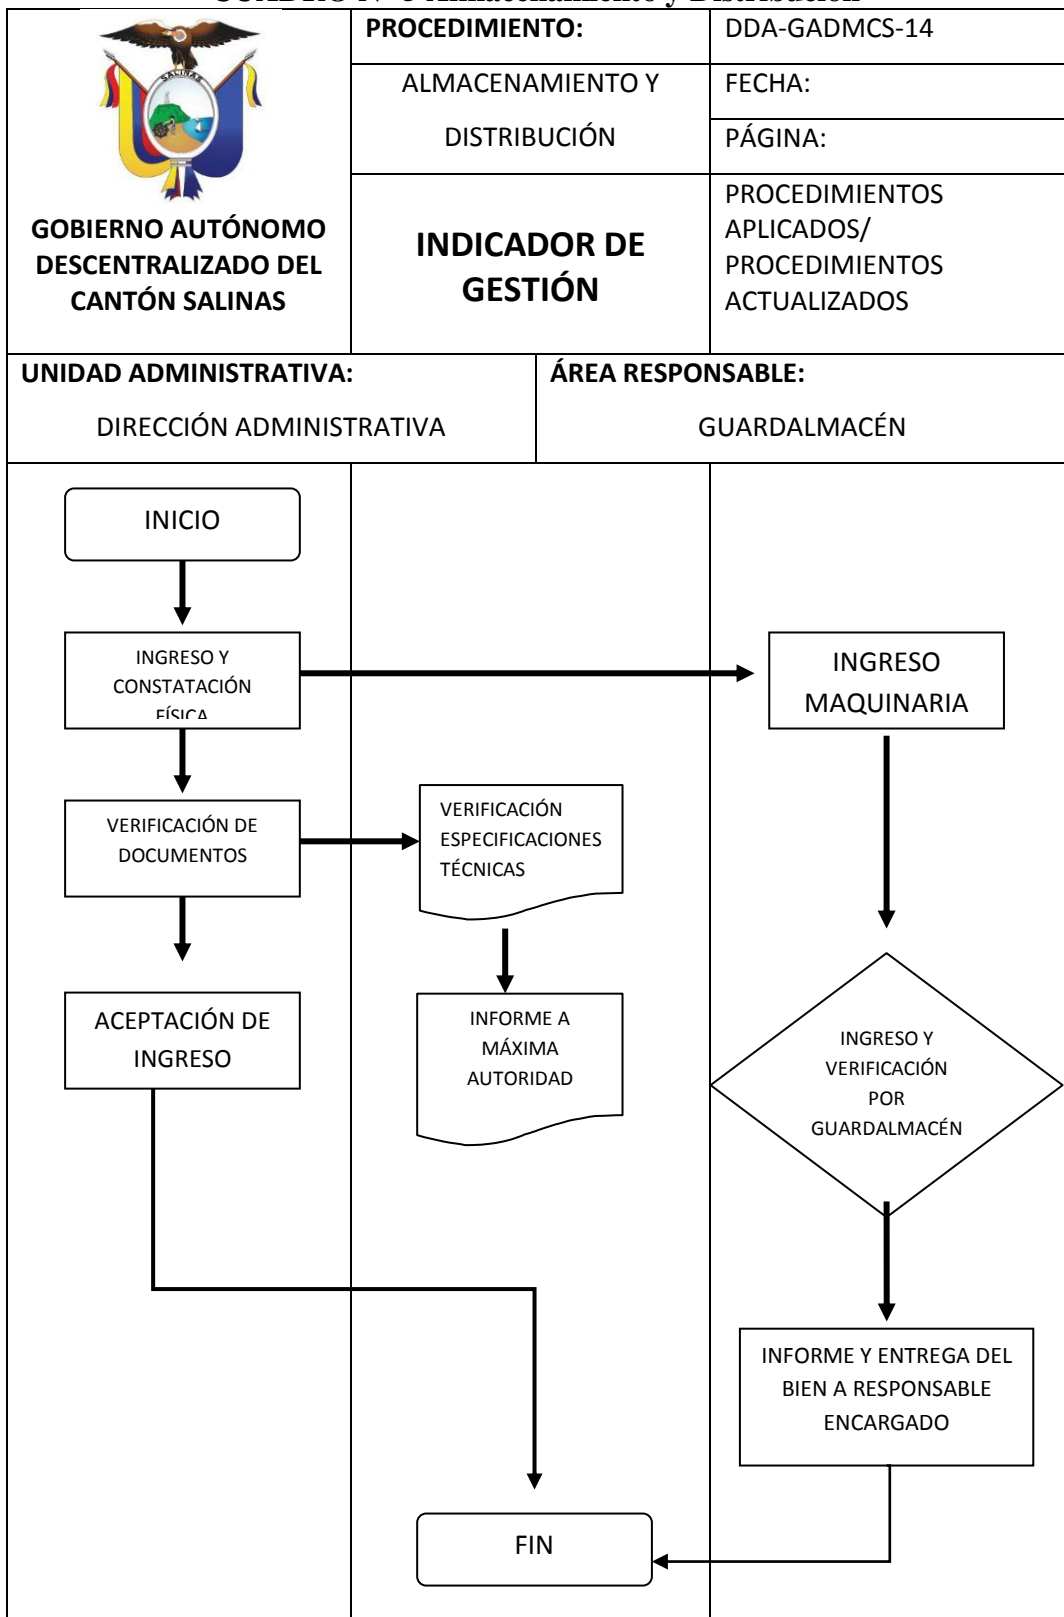 PROCEDIMIENTO:
DDA-GADMCS-14
ALMACENAMIENTO Y
DISTRIBUCIÓN
FECHA:
PÁGINA:
SALINAS
GOBIERNO AUTÓNOMO
DESCENTRALIZADO DEL
CANTÓN SALINAS
INDICADOR DE
GESTIÓN
PROCEDIMIENTOS
APLICADOS/
PROCEDIMIENTOS
ACTUALIZADOS
UNIDAD ADMINISTRATIVA:
DIRECCIÓN ADMINISTRATIVA
ÁREA RESPONSABLE:
GUARDALMACÉN
INICIO
INGRESO Y
CONSTATACIÓN
FÍSICA
INGRESO
MAQUINARIA
VERIFICACIÓN DE
DOCUMENTOS
VERIFICACIÓN
ESPECIFICACIONES
TÉCNICAS
ACEPTACIÓN DE
INGRESO
INFORME A
MÁXIMA
AUTORIDAD
INGRESO Y
VERIFICACIÓN
POR
GUARDALMACÉN
INFORME Y ENTREGA DEL
BIEN A RESPONSABLE
ENCARGADO
FIN